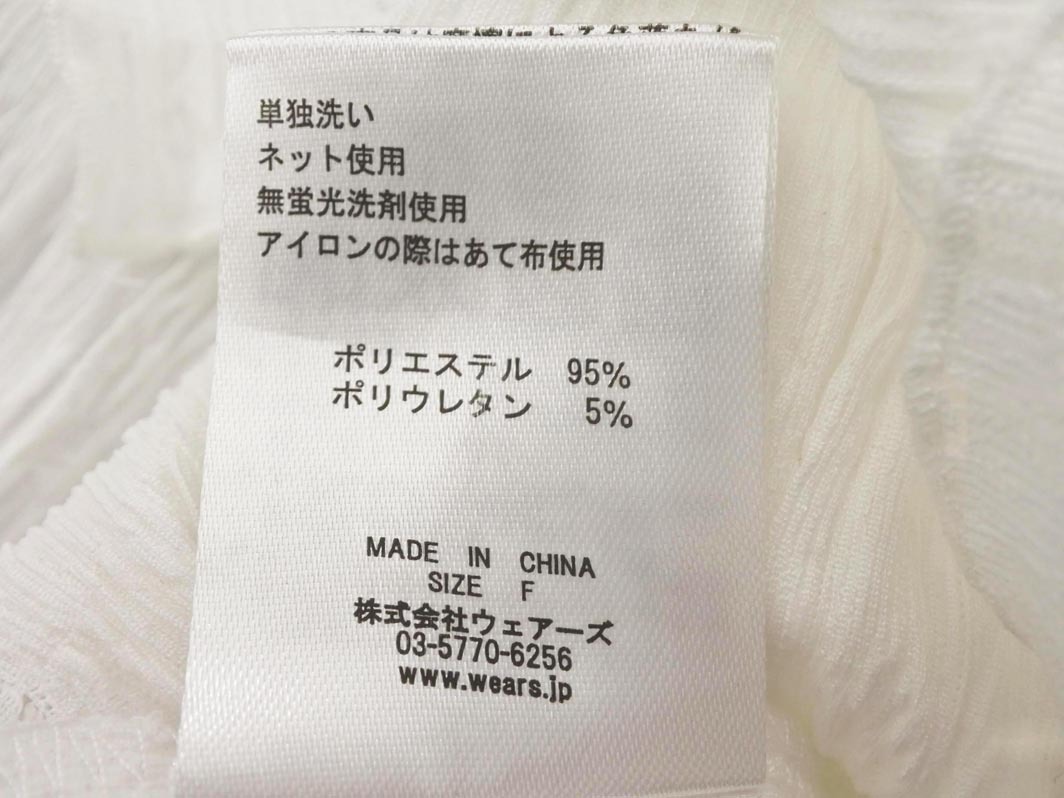 単独洗い
ネット使用
無蛍光洗剤使用
アイロンの際はあて布使用
ポリエステル 95%
ポリウレタン 5%
MADE IN CHINA
SIZE F
株式会社ウェアーズ
03-5770-6256
www.wears.jp